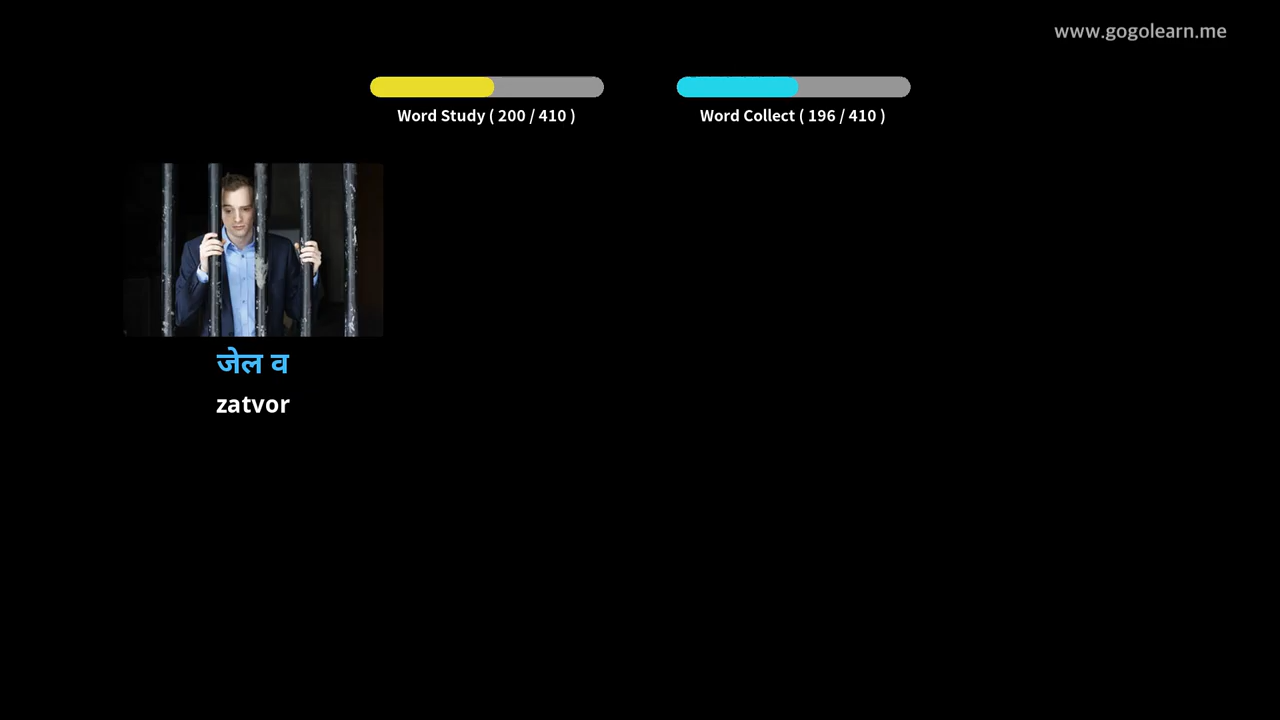 www.gogolearn.me
Word Study ( 200 / 410 )
Word Collect ( 196 / 410 )
जेल व
zatvor